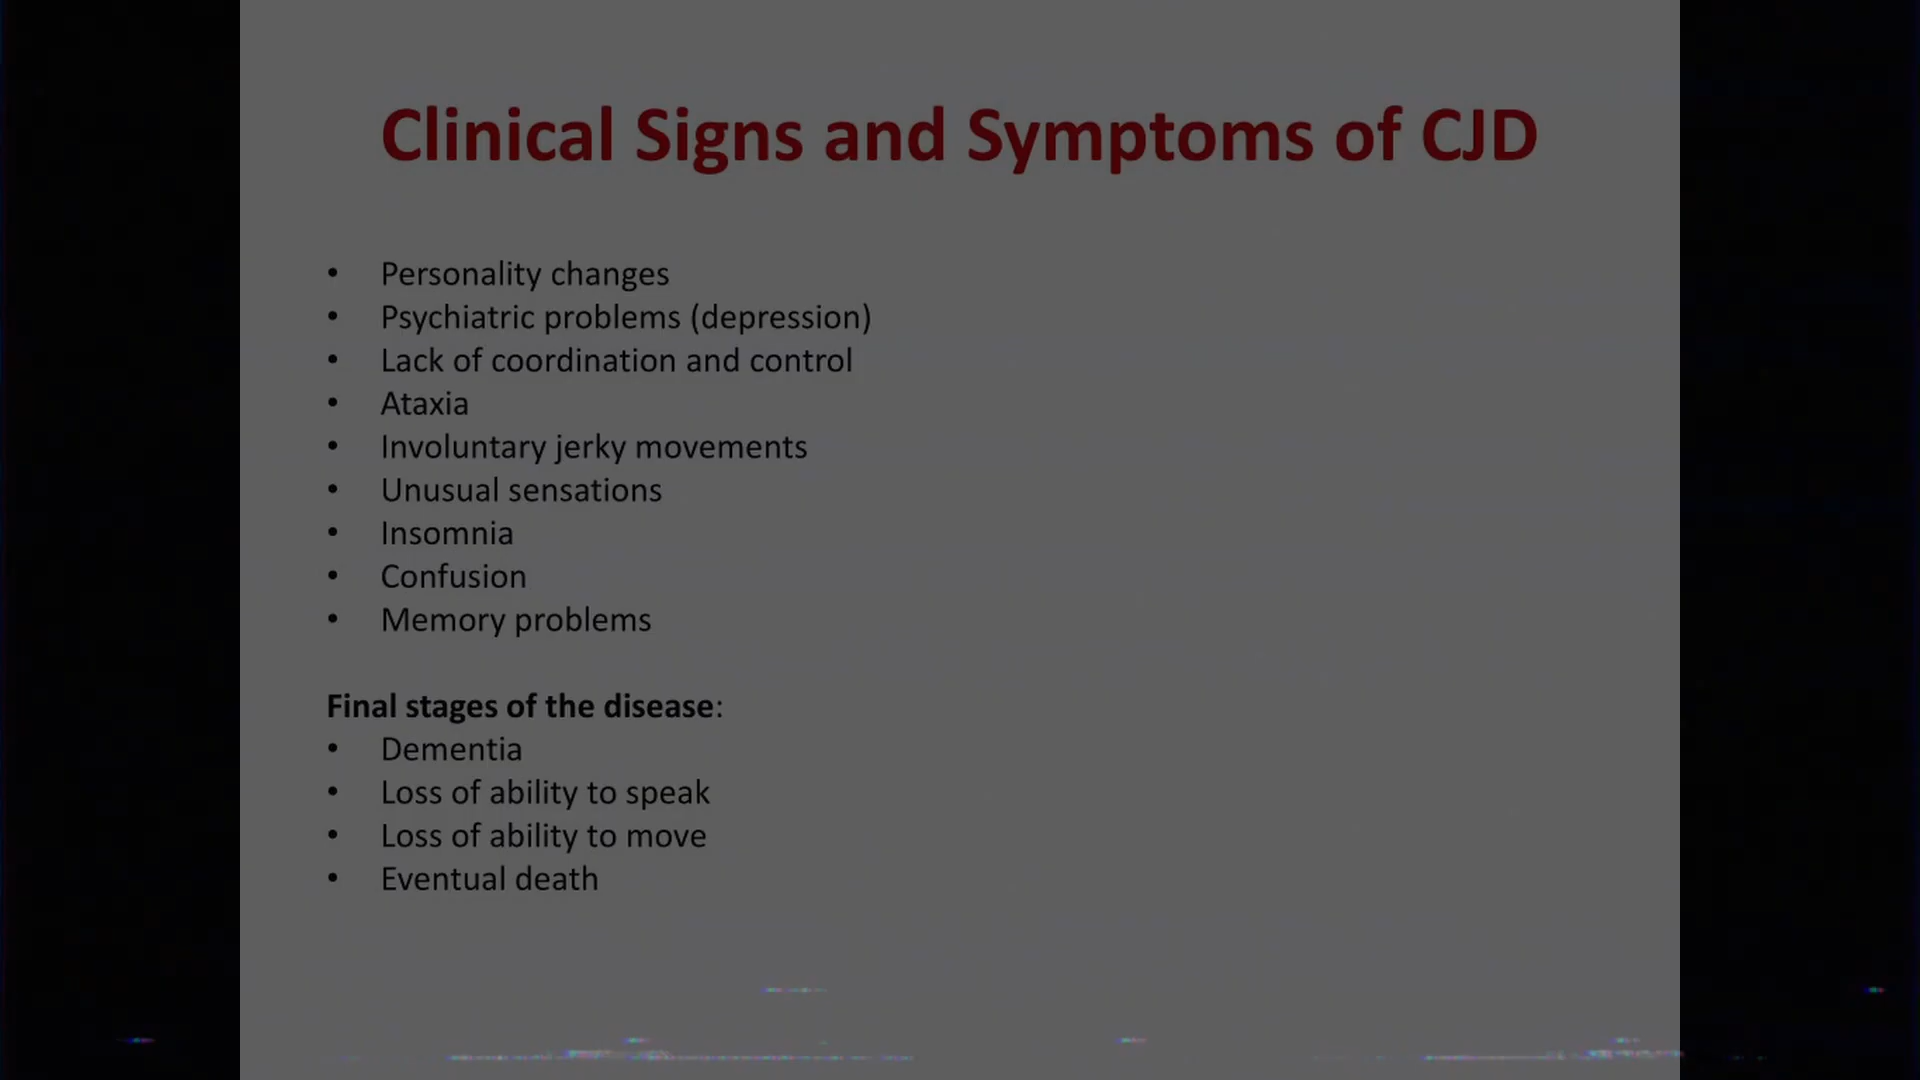 Clinical Signs and Symptoms of CJD
• Personality changes
• Psychiatric problems (depression)
• Lack of coordination and control
• Ataxia
• Involuntary jerky movements
• Unusual sensations
• Insomnia
• Confusion
• Memory problems
Final stages of the disease:
• Dementia
• Loss of ability to speak
• Loss of ability to move
• Eventual death